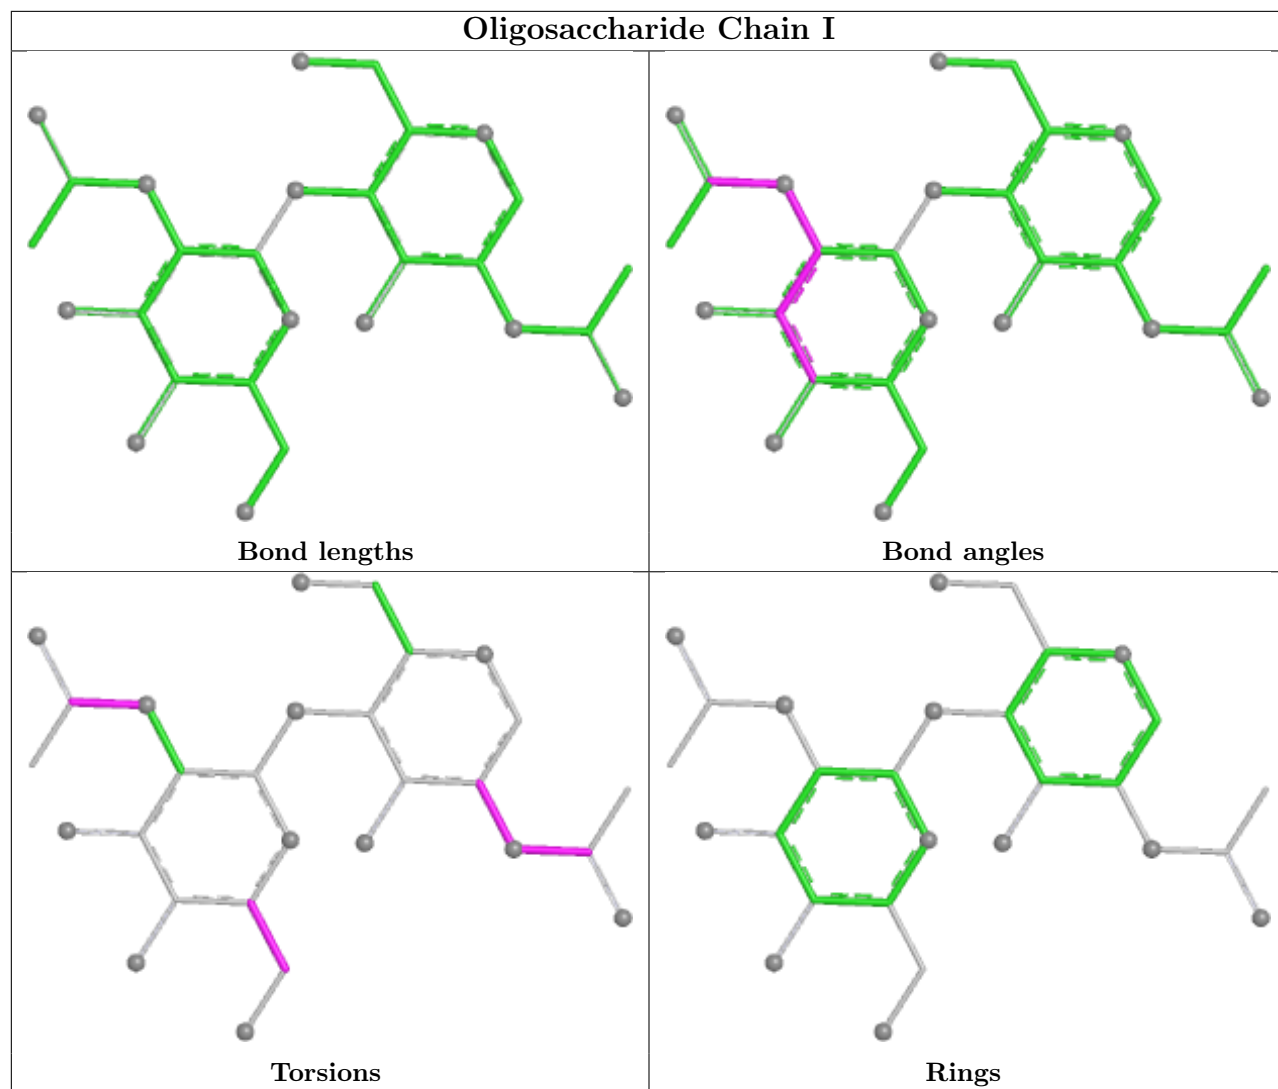 Oligosaccharide Chain I
Bond lengths
Bond angles
Torsions
Rings